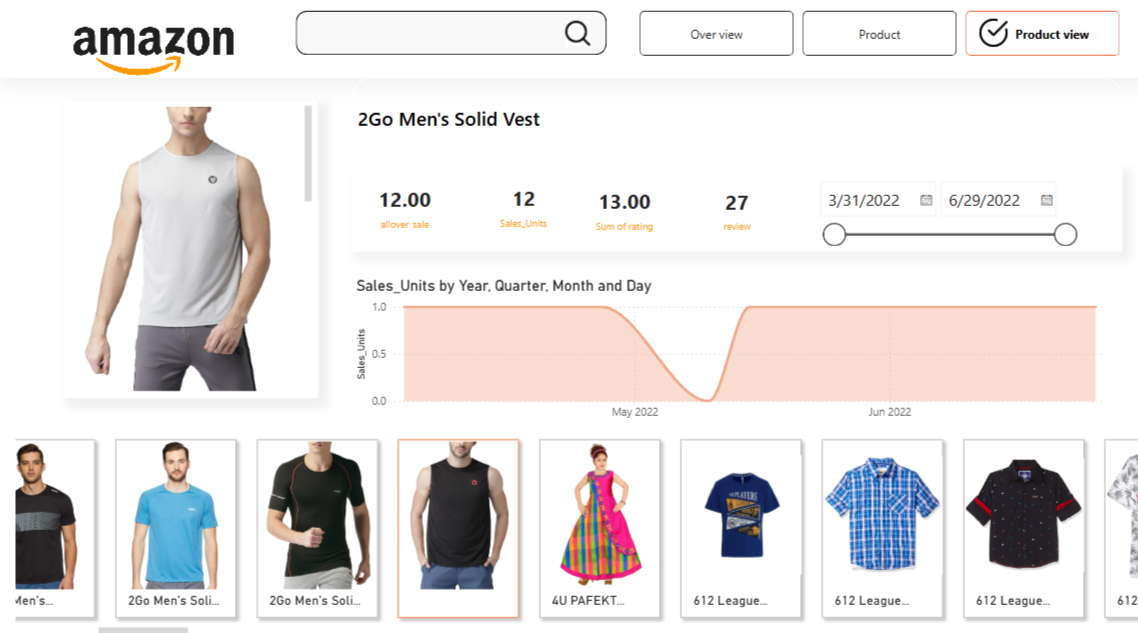 amazon
Over view
Product
Product view
2Go Men's Solid Vest
12.00
allover sale
12
Sales_Units
13.00
Sum of rating
27
review
3/31/2022
6/29/2022
Sales_Units by Year, Quarter, Month and Day
Sales_Units
1.0
0.5
0.0
May 2022
Jun 2022
PLAYERS
Men's...
2Go Men's Soli...
2Go Men's Soli...
4U PAFEKT...
612 League...
612 League...
612 League...
612